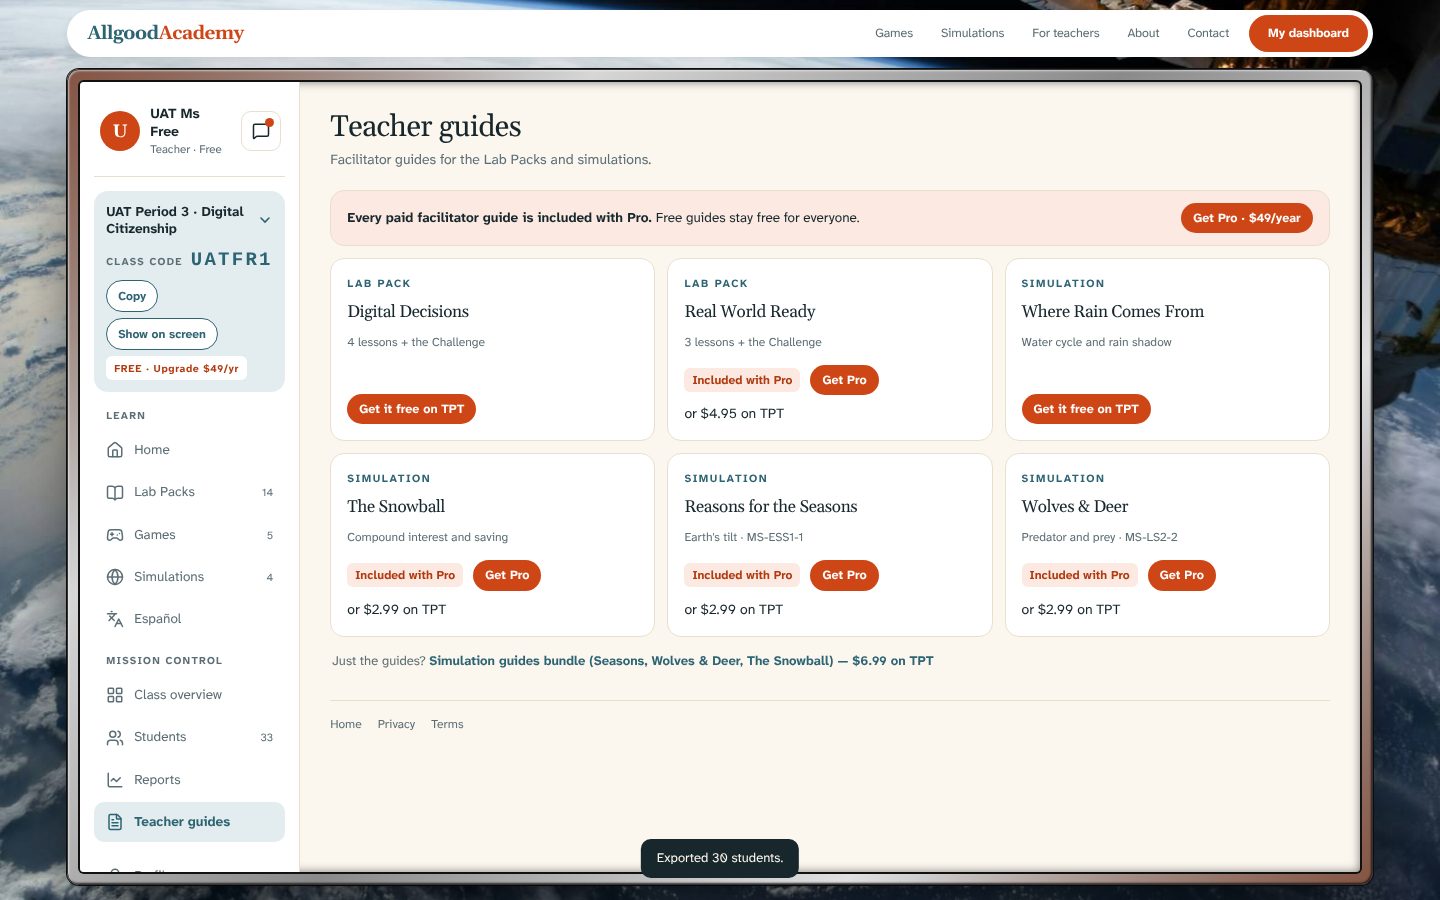 AllgoodAcademy
Games
Simulations
For teachers
About
Contact
My dashboard
U
UAT Ms
Free
Teacher · Free
UAT Period 3 · Digital
Citizenship
CLASS CODE UATFR1
Copy
Show on screen
FREE · Upgrade $49/yr
LEARN
Home
Lab Packs 14
Games 5
Simulations 4
Español
MISSION CONTROL
Class overview
Students 33
Reports
Teacher guides
Teacher guides
Facilitator guides for the Lab Packs and simulations.
Every paid facilitator guide is included with Pro. Free guides stay free for everyone.
Get Pro · $49/year
LAB PACK
Digital Decisions
4 lessons + the Challenge
Get it free on TPT
LAB PACK
Real World Ready
3 lessons + the Challenge
Included with Pro Get Pro
or $4.95 on TPT
SIMULATION
Where Rain Comes From
Water cycle and rain shadow
Get it free on TPT
SIMULATION
The Snowball
Compound interest and saving
Included with Pro Get Pro
or $2.99 on TPT
SIMULATION
Reasons for the Seasons
Earth's tilt · MS-ESS1-1
Included with Pro Get Pro
or $2.99 on TPT
SIMULATION
Wolves & Deer
Predator and prey · MS-LS2-2
Included with Pro Get Pro
or $2.99 on TPT
Just the guides? Simulation guides bundle (Seasons, Wolves & Deer, The Snowball) — $6.99 on TPT
Home Privacy Terms
Exported 30 students.